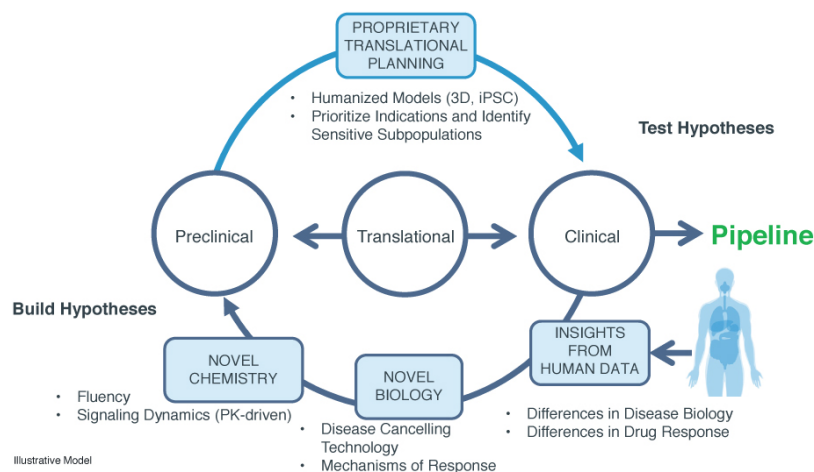 PROPRIETARY
TRANSLATIONAL
PLANNING
• Humanized Models (3D, iPSC)
• Prioritize Indications and Identify
Sensitive Subpopulations
Test Hypotheses
Preclinical
Translational
Clinical
Pipeline
Build Hypotheses
NOVEL
CHEMISTRY
NOVEL
BIOLOGY
INSIGHTS
FROM
HUMAN DATA
• Fluency
• Signaling Dynamics (PK-driven)
• Disease Cancelling
Technology
• Mechanisms of Response
• Differences in Disease Biology
• Differences in Drug Response
Illustrative Model